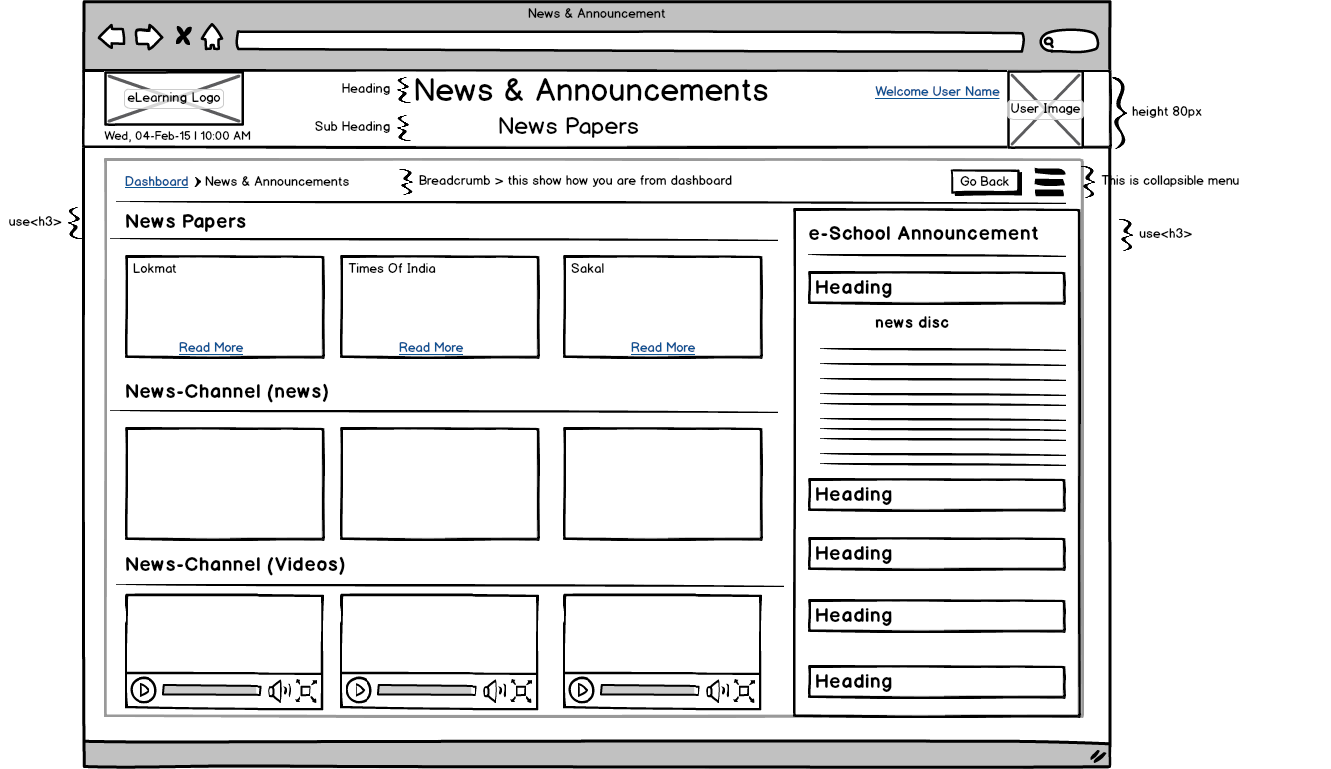 News & Announcement
eLearning Logo
Wed, 04-Feb-15 | 10:00 AM
Heading
News & Announcements
Sub Heading
News Papers
Welcome User Name
User Image
height 80px
Dashboard > News & Announcements
Breadcrumb > this show how you are from dashboard
Go Back
This is collapsible menu
use<h3>
News Papers
Lokmat
Read More
Times Of India
Read More
Sakal
Read More
News-Channel (news)
News-Channel (Videos)
e-School Announcement
use<h3>
Heading
news disc
Heading
Heading
Heading
Heading